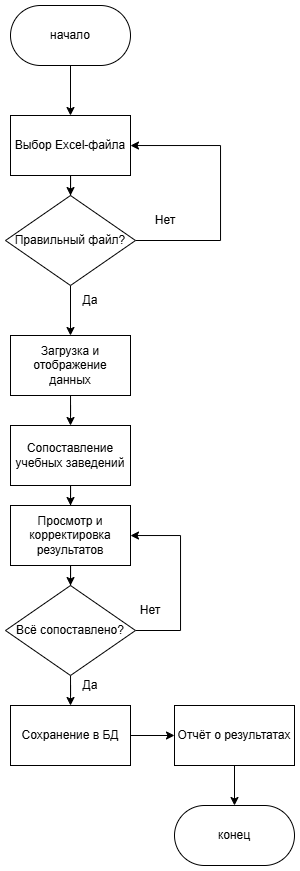 начало
Выбор Excel-файла
Нет
Правильный файл?
Да
Загрузка и
отображение
данных
Сопоставление
учебных заведений
Просмотр и
корректировка
результатов
Нет
Всё сопоставлено?
Да
Сохранение в БД
Отчёт о результатах
конец